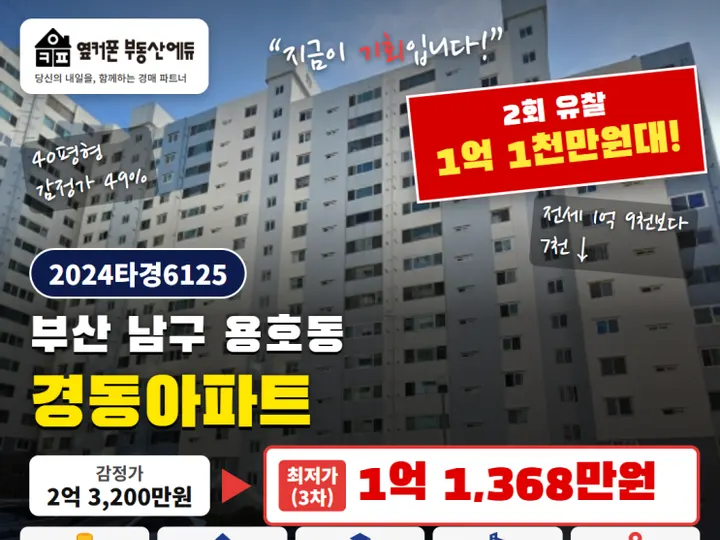 옆커폰 부동산에듀
당신의 내일을, 함께하는 경매 파트너
“지금이 기회입니다!”
2회 유찰
1억 1천만원대!
40평형
감정가 49%
전세 1억 9천보다
7천 ↓
2024타경6125
부산 남구 용호동
경동아파트
감정가
2억 3,200만원
최저가
(3차)
1억 1,368만원